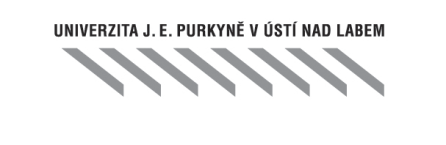 UNIVERZITA J. E. PURKYNĚ V ÚSTÍ NAD LABEM